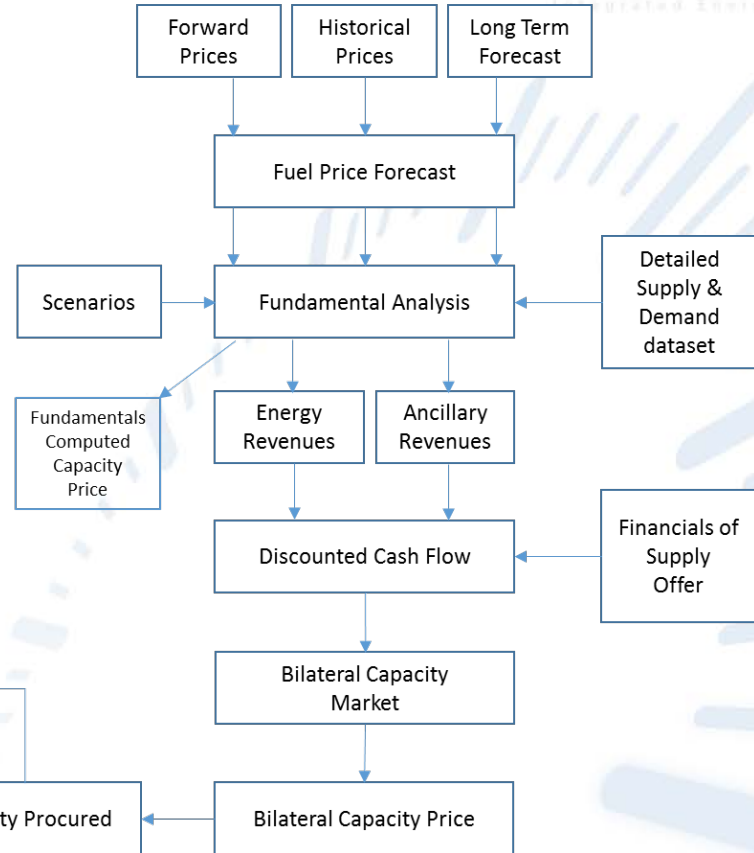 Forward
Prices
Historical
Prices
Long Term
Forecast
Fuel Price Forecast
Scenarios
Fundamental Analysis
Detailed
Supply &
Demand
dataset
Fundamentals
Computed
Capacity
Price
Energy
Revenues
Ancillary
Revenues
Discounted Cash Flow
Financials of
Supply
Offer
Bilateral Capacity
Market
ty Procured
Bilateral Capacity Price